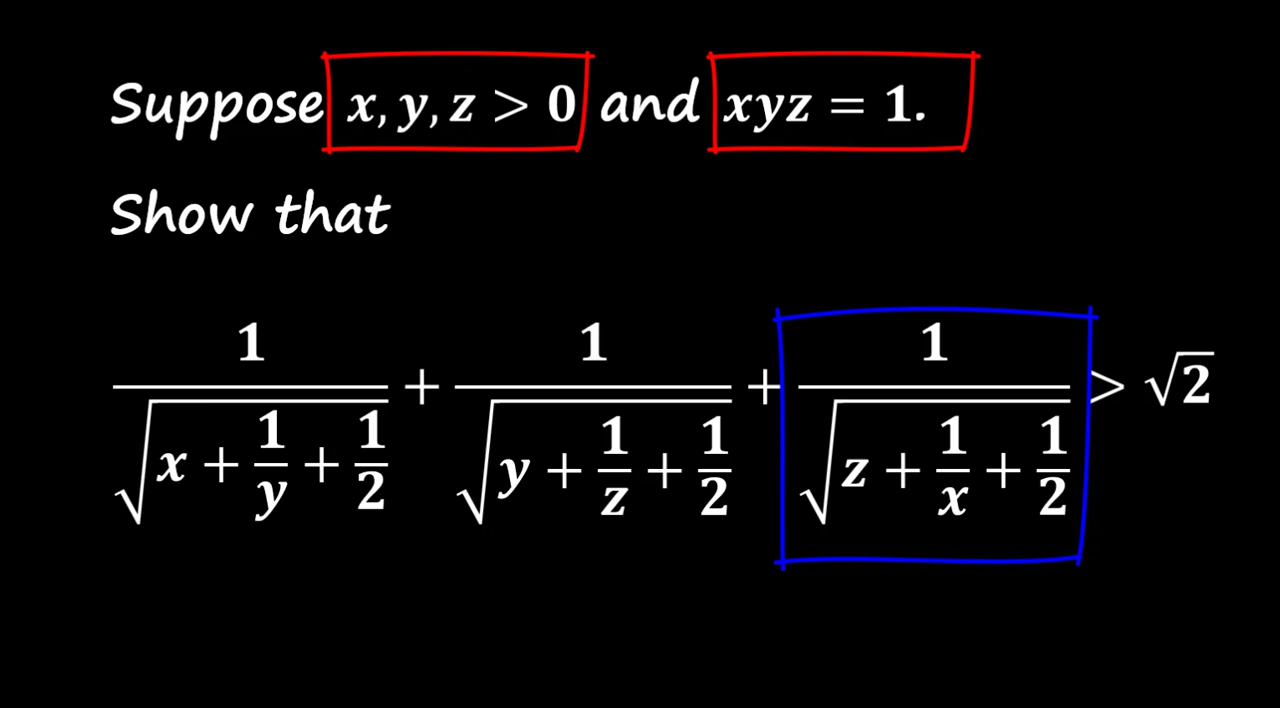 Suppose x, y, z > 0 and xyz = 1.
Show that
1/√(x + 1/y + 1/2) + 1/√(y + 1/z + 1/2) + 1/√(z + 1/x + 1/2) > √2